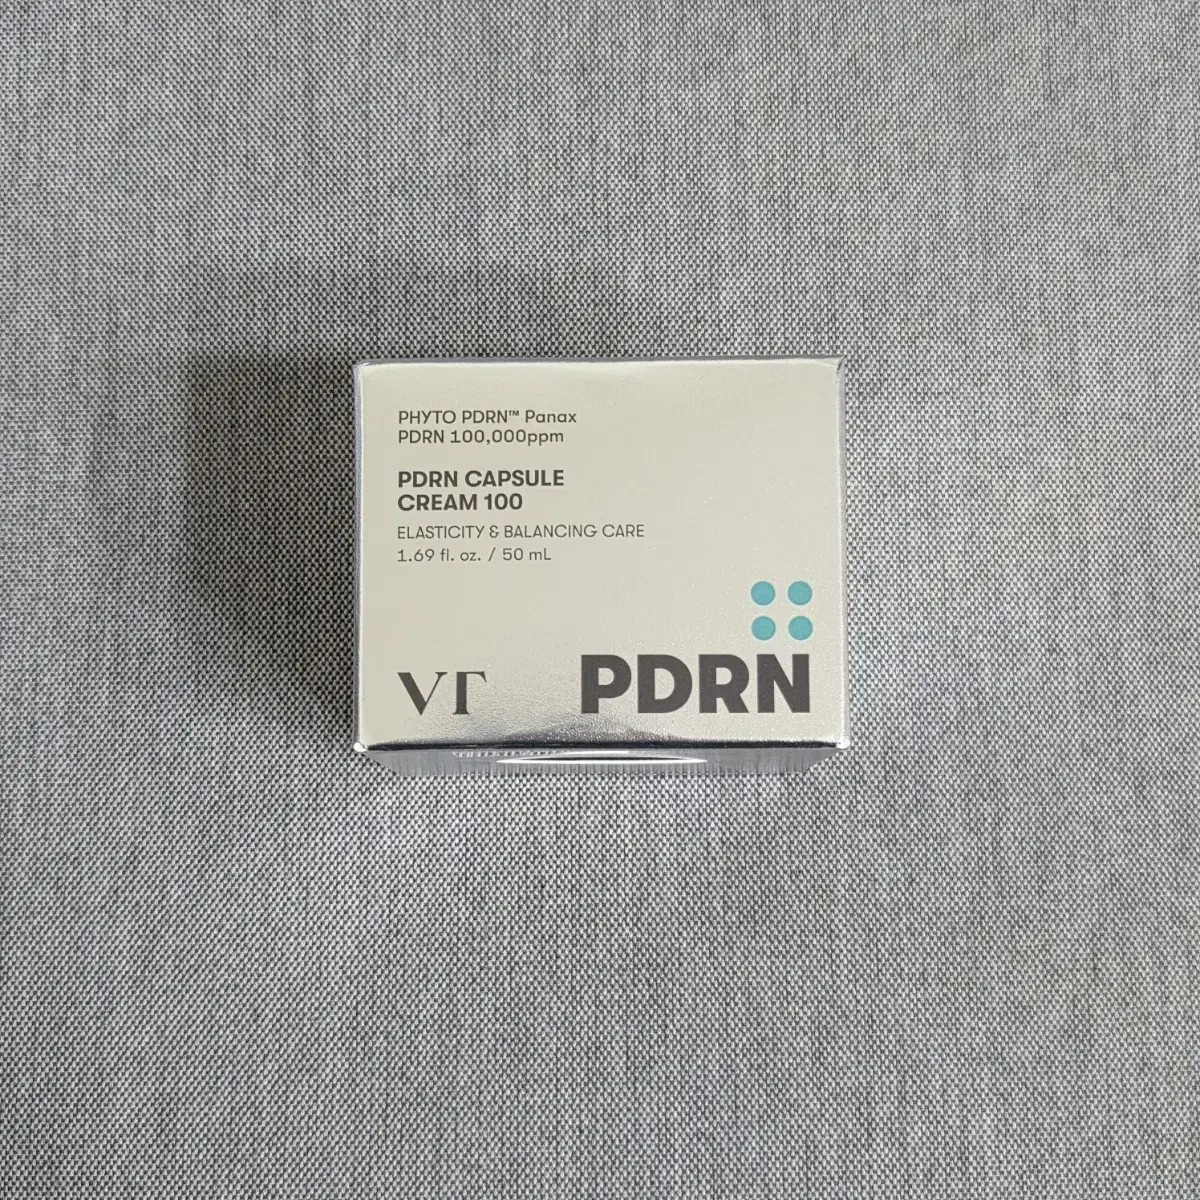 PHYTO PDRN™ Panax
PDRN 100,000ppm
PDRN CAPSULE
CREAM 100
ELASTICITY & BALANCING CARE
1.69 fl. oz. / 50 mL
VT
PDRN